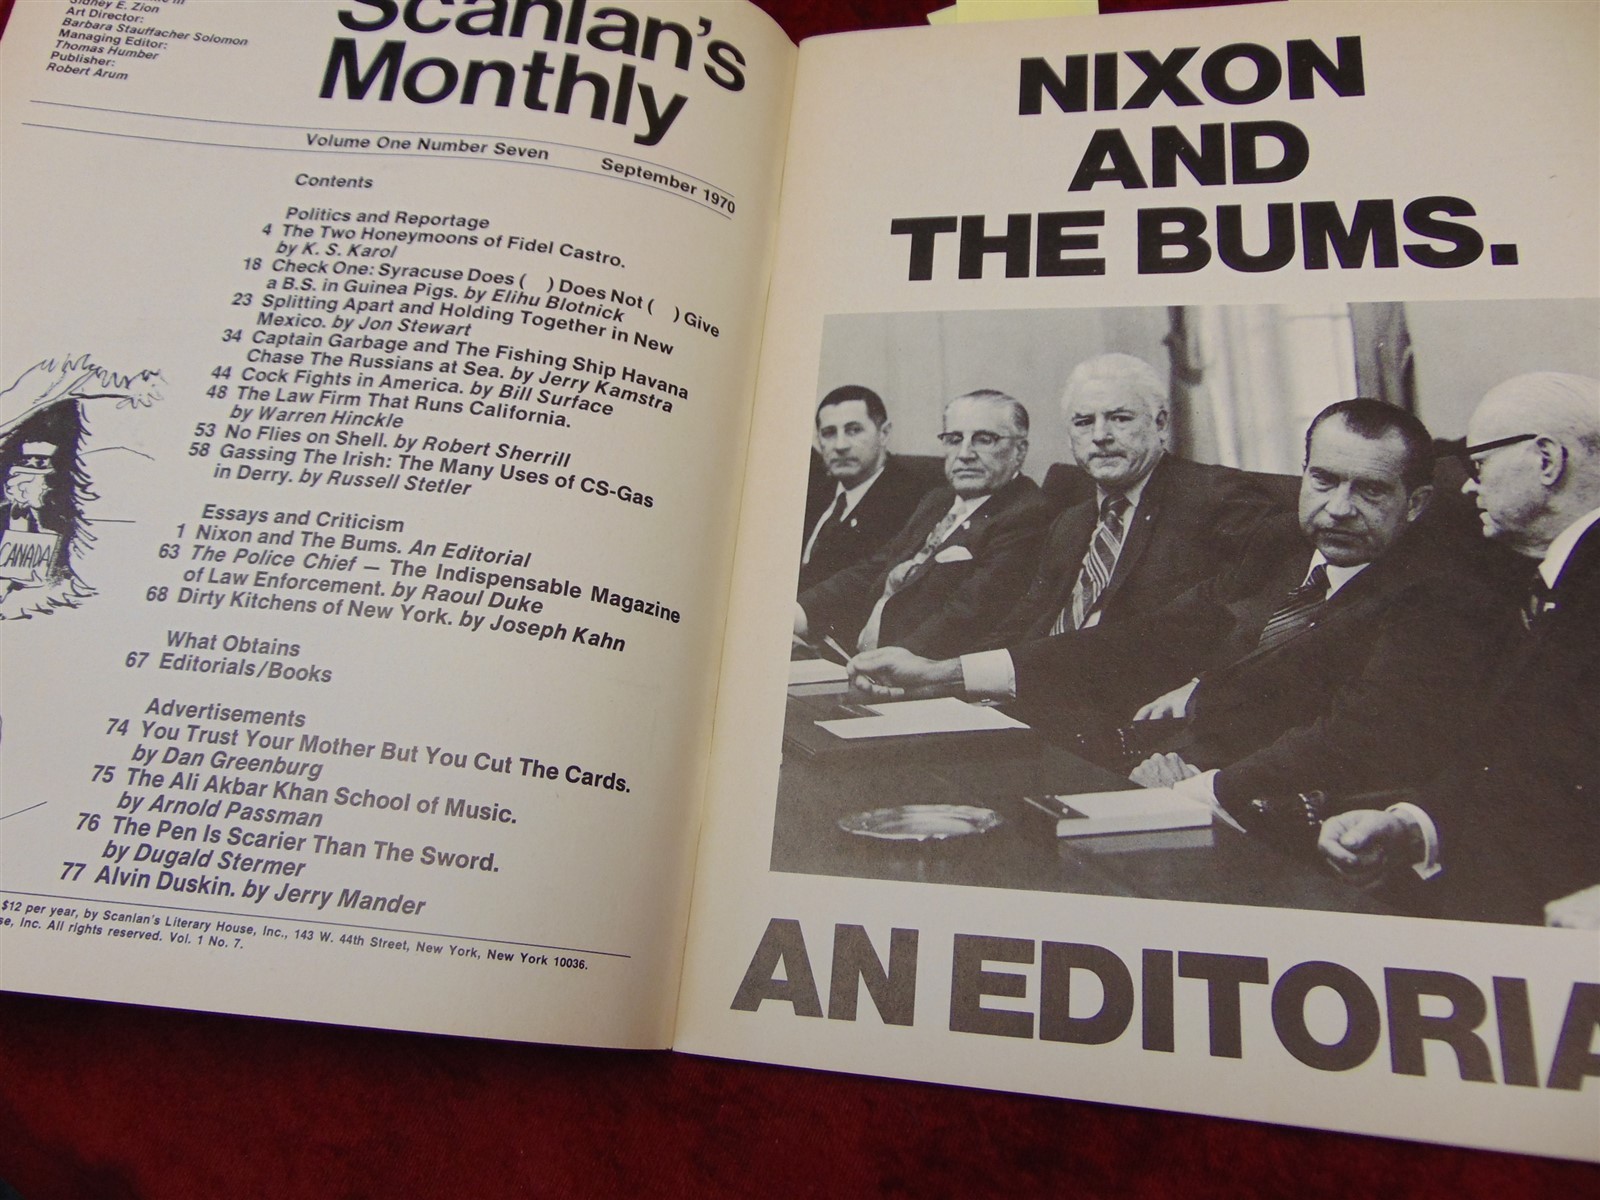 Sidney E. Zion
Art Director:
Barbara Stauffacher Solomon
Managing Editor:
Thomas Humber
Publisher:
Robert Arum
Scanlan's
Monthly
Volume One Number Seven September 1970
Contents
Politics and Reportage
4 The Two Honeymoons of Fidel Castro.
by K. S. Karol
18 Check One: Syracuse Does ( ) Does Not ( ) Give
a B.S. in Guinea Pigs. by Elihu Blotnick
23 Splitting Apart and Holding Together in New
Mexico. by Jon Stewart
34 Captain Garbage and The Fishing Ship Havana
Chase The Russians at Sea. by Jerry Kamstra
44 Cock Fights in America. by Bill Surface
48 The Law Firm That Runs California.
by Warren Hinckle
53 No Flies on Shell. by Robert Sherrill
58 Gassing The Irish: The Many Uses of CS-Gas
in Derry. by Russell Stetler
Essays and Criticism
1 Nixon and The Bums. An Editorial
63 The Police Chief — The Indispensable Magazine
of Law Enforcement. by Raoul Duke
68 Dirty Kitchens of New York. by Joseph Kahn
What Obtains
67 Editorials/Books
Advertisements
74 You Trust Your Mother But You Cut The Cards.
by Dan Greenburg
75 The Ali Akbar Khan School of Music.
by Arnold Passman
76 The Pen Is Scarier Than The Sword.
by Dugald Stermer
77 Alvin Duskin. by Jerry Mander
$12 per year, by Scanlan's Literary House, Inc., 143 W. 44th Street, New York, New York 10036.
se, Inc. All rights reserved. Vol. 1 No. 7.
CANADA
NIXON
AND
THE BUMS.
AN EDITORIA